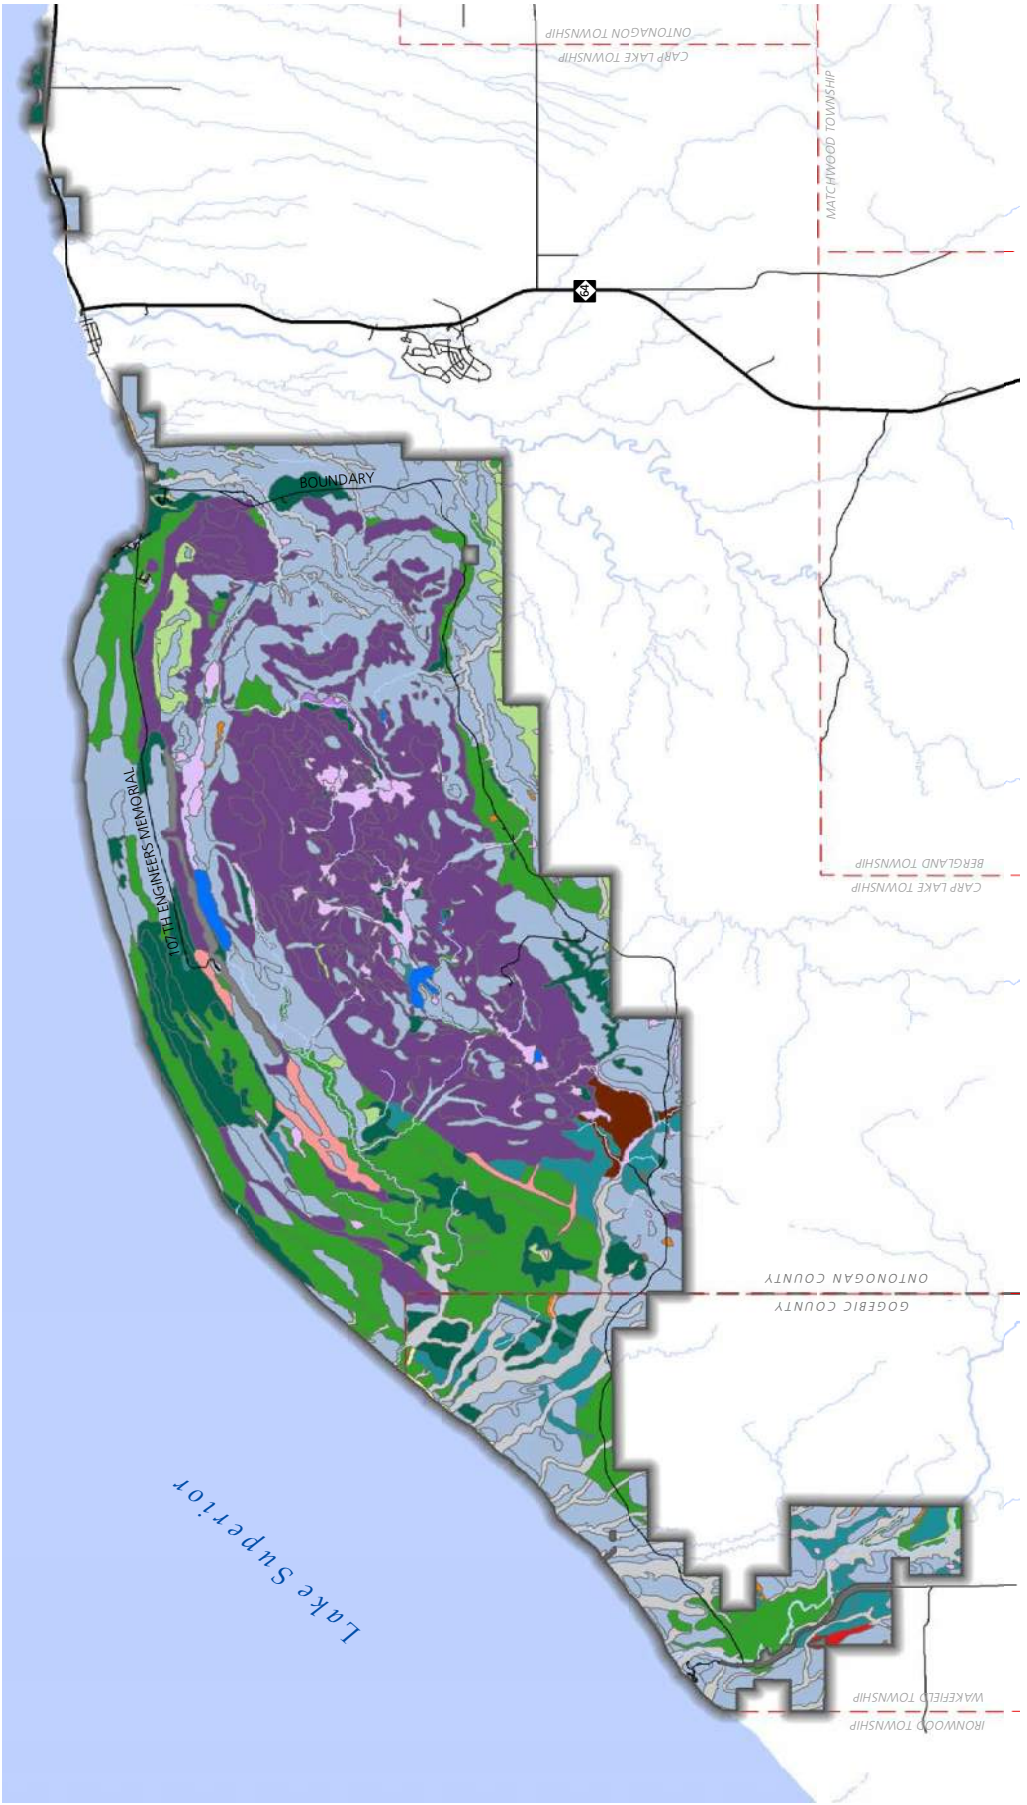 ONTONAGON TOWNSHIP
CARP LAKE TOWNSHIP
MATCHWOOD TOWNSHIP
64
BOUNDARY
107TH ENGINEERS MEMORIAL
BERGLAND TOWNSHIP
CARP LAKE TOWNSHIP
ONTONOGAN COUNTY
GOGEBIC COUNTY
Lake Superior
WAKEFIELD TOWNSHIP
IRONWOOD TOWNSHIP